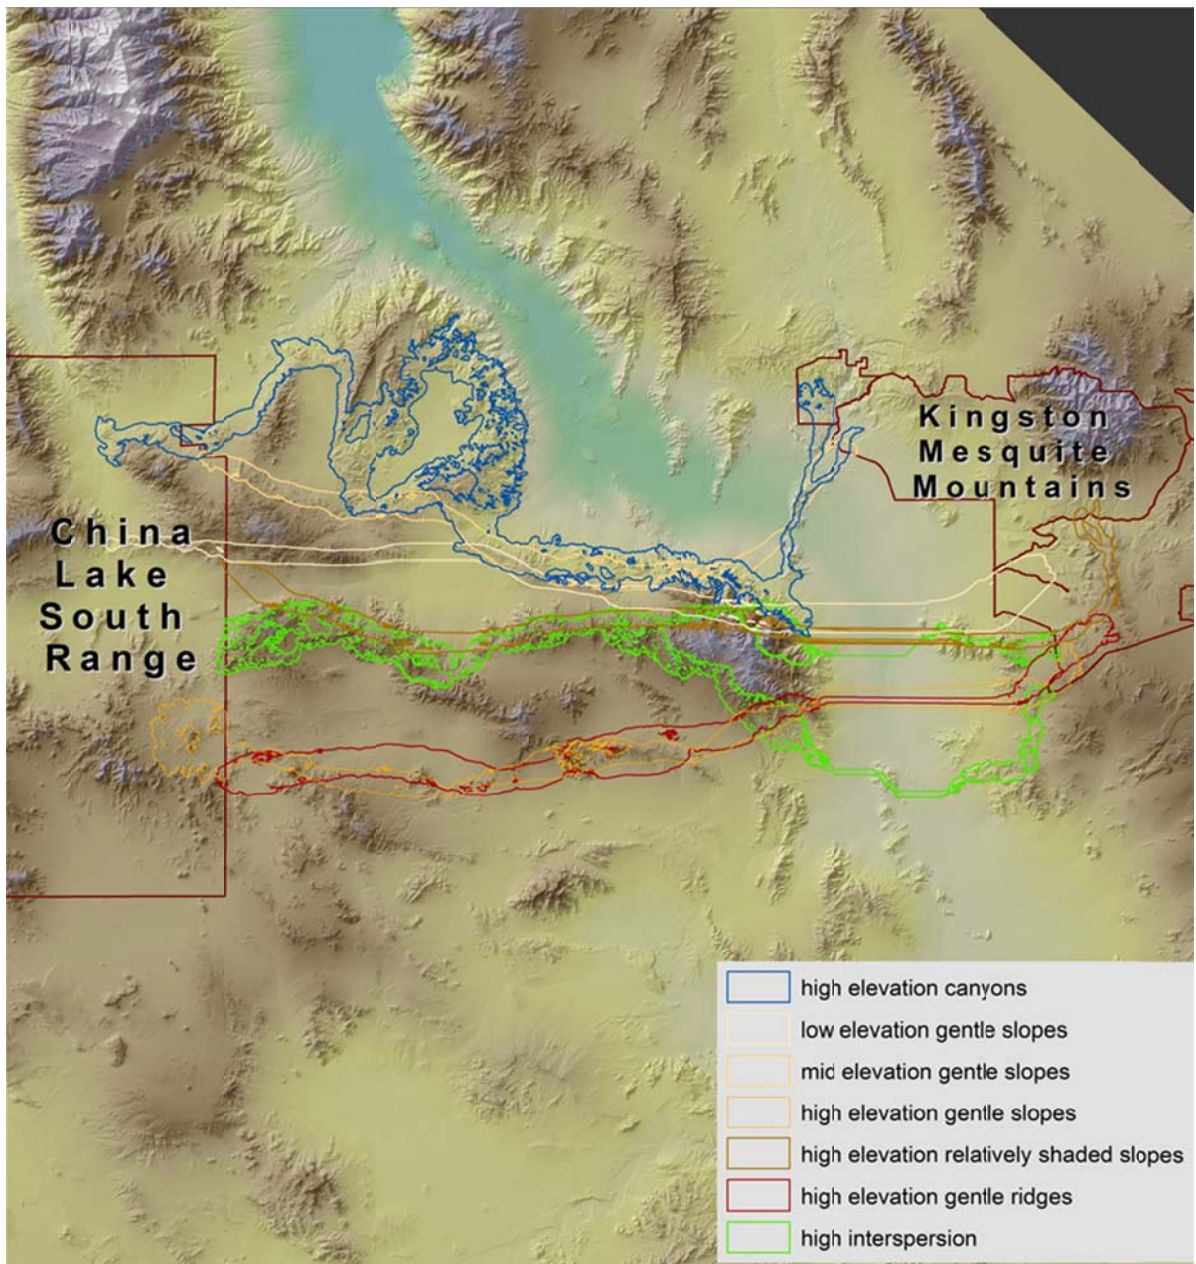 Kingston
Mesquite
Mountains
China
Lake
South
Range
high elevation canyons
low elevation gentle slopes
mid elevation gentle slopes
high elevation gentle slopes
high elevation relatively shaded slopes
high elevation gentle ridges
high interspersion